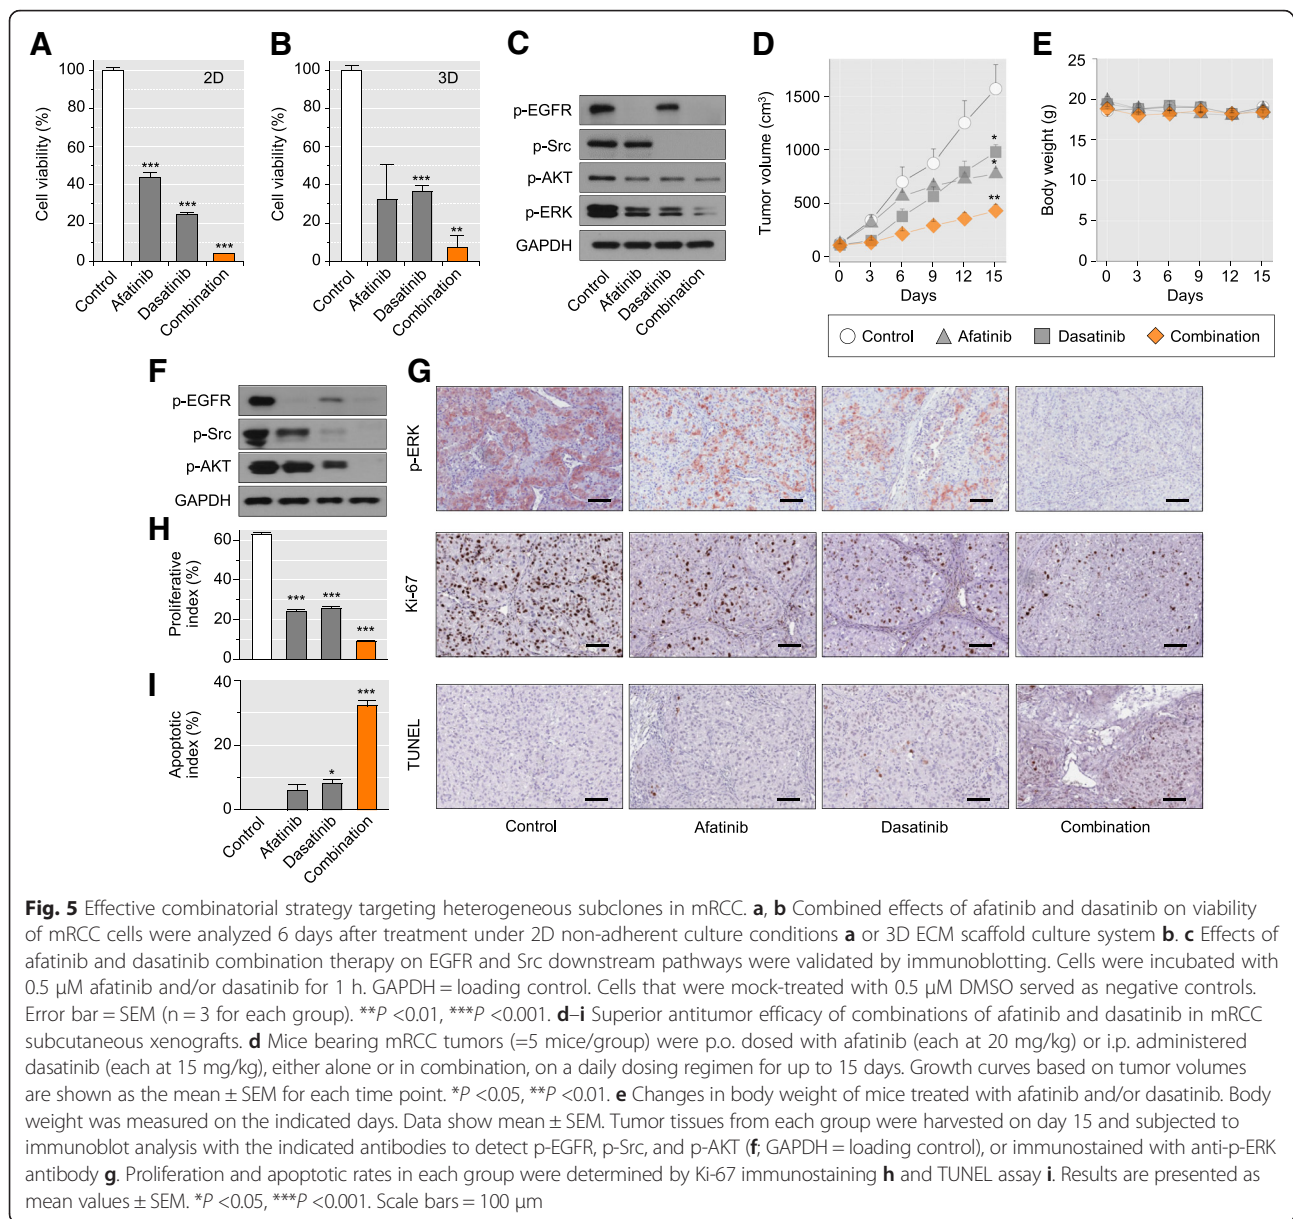 A
B
C
D
E
2D
3D
Cell viability (%)
100
80
60
40
20
0
***
***
***
Control
Afatinib
Dasatinib
Combination
Cell viability (%)
100
80
60
40
20
0
***
**
Control
Afatinib
Dasatinib
Combination
p-EGFR
p-Src
p-AKT
p-ERK
GAPDH
Control
Afatinib
Dasatinib
Combination
Tumor volume (cm³)
1500
1000
500
0
*
*
**
0 3 6 9 12 15
Days
Body weight (g)
25
20
15
10
5
0
0 3 6 9 12 15
Days
Control Afatinib Dasatinib Combination
F
p-EGFR
p-Src
p-AKT
GAPDH
G
p-ERK
Ki-67
TUNEL
Control Afatinib Dasatinib Combination
H
Proliferative
index (%)
60
40
20
0
***
***
***
I
Apoptotic
index (%)
40
30
0
*
***
Control
Afatinib
Dasatinib
Combination
Fig. 5 Effective combinatorial strategy targeting heterogeneous subclones in mRCC. a, b Combined effects of afatinib and dasatinib on viability
of mRCC cells were analyzed 6 days after treatment under 2D non-adherent culture conditions a or 3D ECM scaffold culture system b. c Effects of
afatinib and dasatinib combination therapy on EGFR and Src downstream pathways were validated by immunoblotting. Cells were incubated with
0.5 μM afatinib and/or dasatinib for 1 h. GAPDH = loading control. Cells that were mock-treated with 0.5 μM DMSO served as negative controls.
Error bar = SEM (n = 3 for each group). **P <0.01, ***P <0.001. d–i Superior antitumor efficacy of combinations of afatinib and dasatinib in mRCC
subcutaneous xenografts. d Mice bearing mRCC tumors (=5 mice/group) were p.o. dosed with afatinib (each at 20 mg/kg) or i.p. administered
dasatinib (each at 15 mg/kg), either alone or in combination, on a daily dosing regimen for up to 15 days. Growth curves based on tumor volumes
are shown as the mean ± SEM for each time point. *P <0.05, **P <0.01. e Changes in body weight of mice treated with afatinib and/or dasatinib. Body
weight was measured on the indicated days. Data show mean ± SEM. Tumor tissues from each group were harvested on day 15 and subjected to
immunoblot analysis with the indicated antibodies to detect p-EGFR, p-Src, and p-AKT (f; GAPDH = loading control), or immunostained with anti-p-ERK
antibody g. Proliferation and apoptotic rates in each group were determined by Ki-67 immunostaining h and TUNEL assay i. Results are presented as
mean values ± SEM. *P <0.05, ***P <0.001. Scale bars = 100 μm